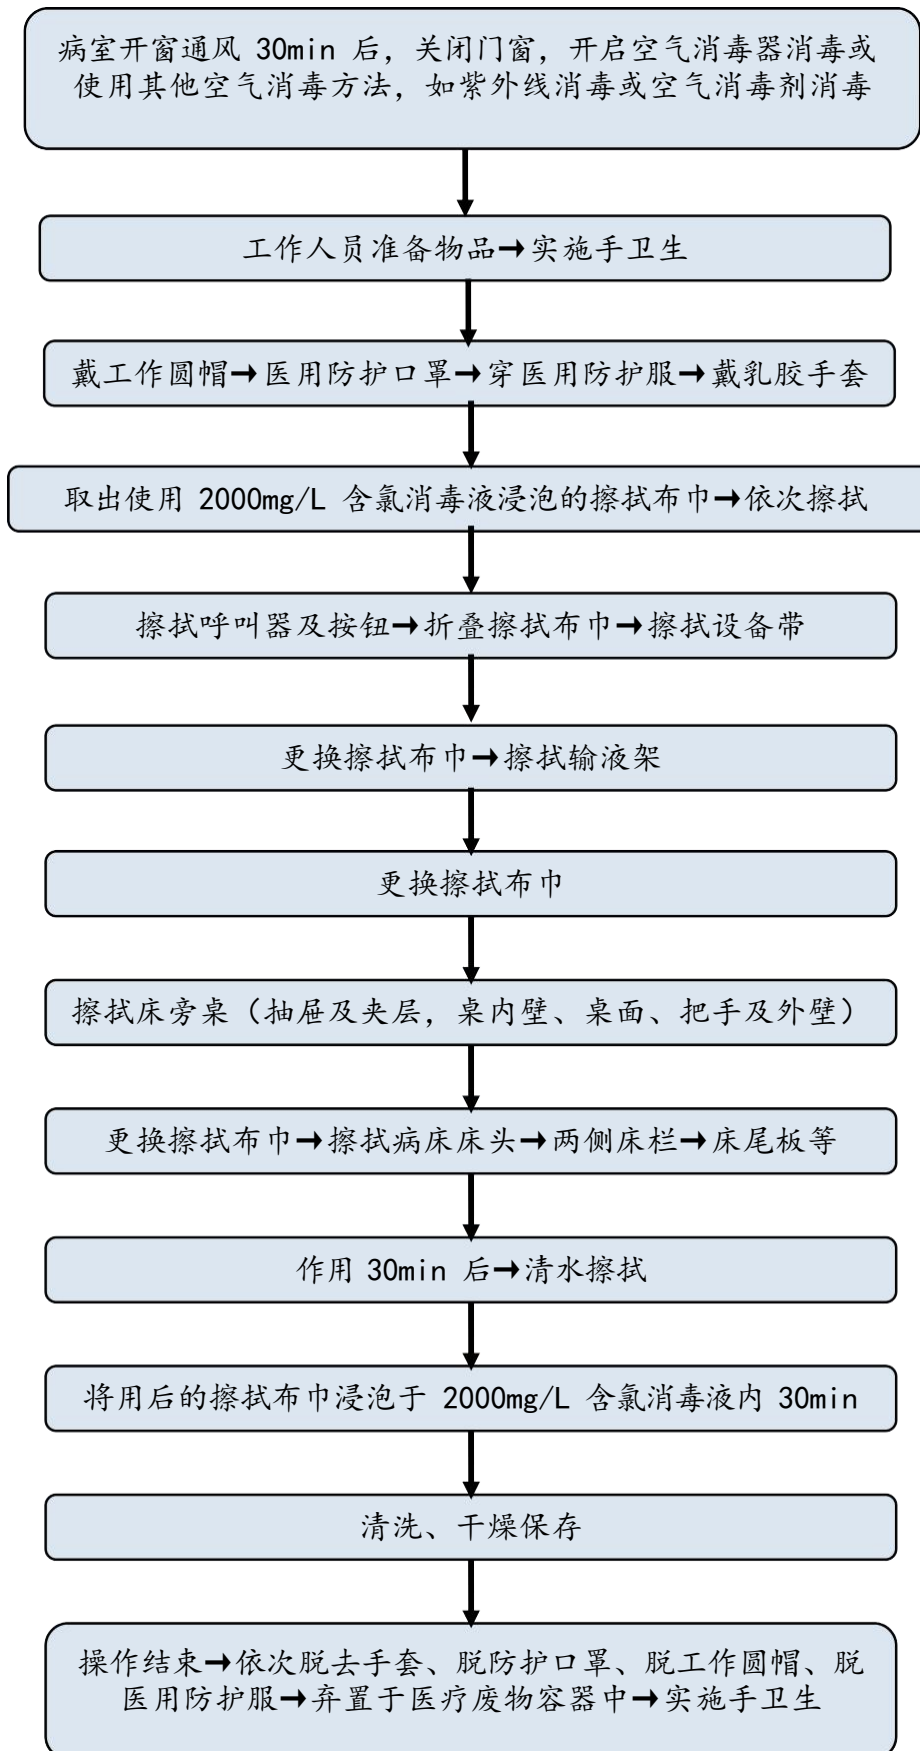 病室开窗通风 30min 后，关闭门窗，开启空气消毒器消毒或
使用其他空气消毒方法，如紫外线消毒或空气消毒剂消毒
工作人员准备物品→实施手卫生
戴工作圆帽→医用防护口罩→穿医用防护服→戴乳胶手套
取出使用 2000mg/L 含氯消毒液浸泡的擦拭布巾→依次擦拭
擦拭呼叫器及按钮→折叠擦拭布巾→擦拭设备带
更换擦拭布巾→擦拭输液架
更换擦拭布巾
擦拭床旁桌（抽屉及夹层，桌内壁、桌面、把手及外壁）
更换擦拭布巾→擦拭病床床头→两侧床栏→床尾板等
作用 30min 后→清水擦拭
将用后的擦拭布巾浸泡于 2000mg/L 含氯消毒液内 30min
清洗、干燥保存
操作结束→依次脱去手套、脱防护口罩、脱工作圆帽、脱
医用防护服→弃置于医疗废物容器中→实施手卫生